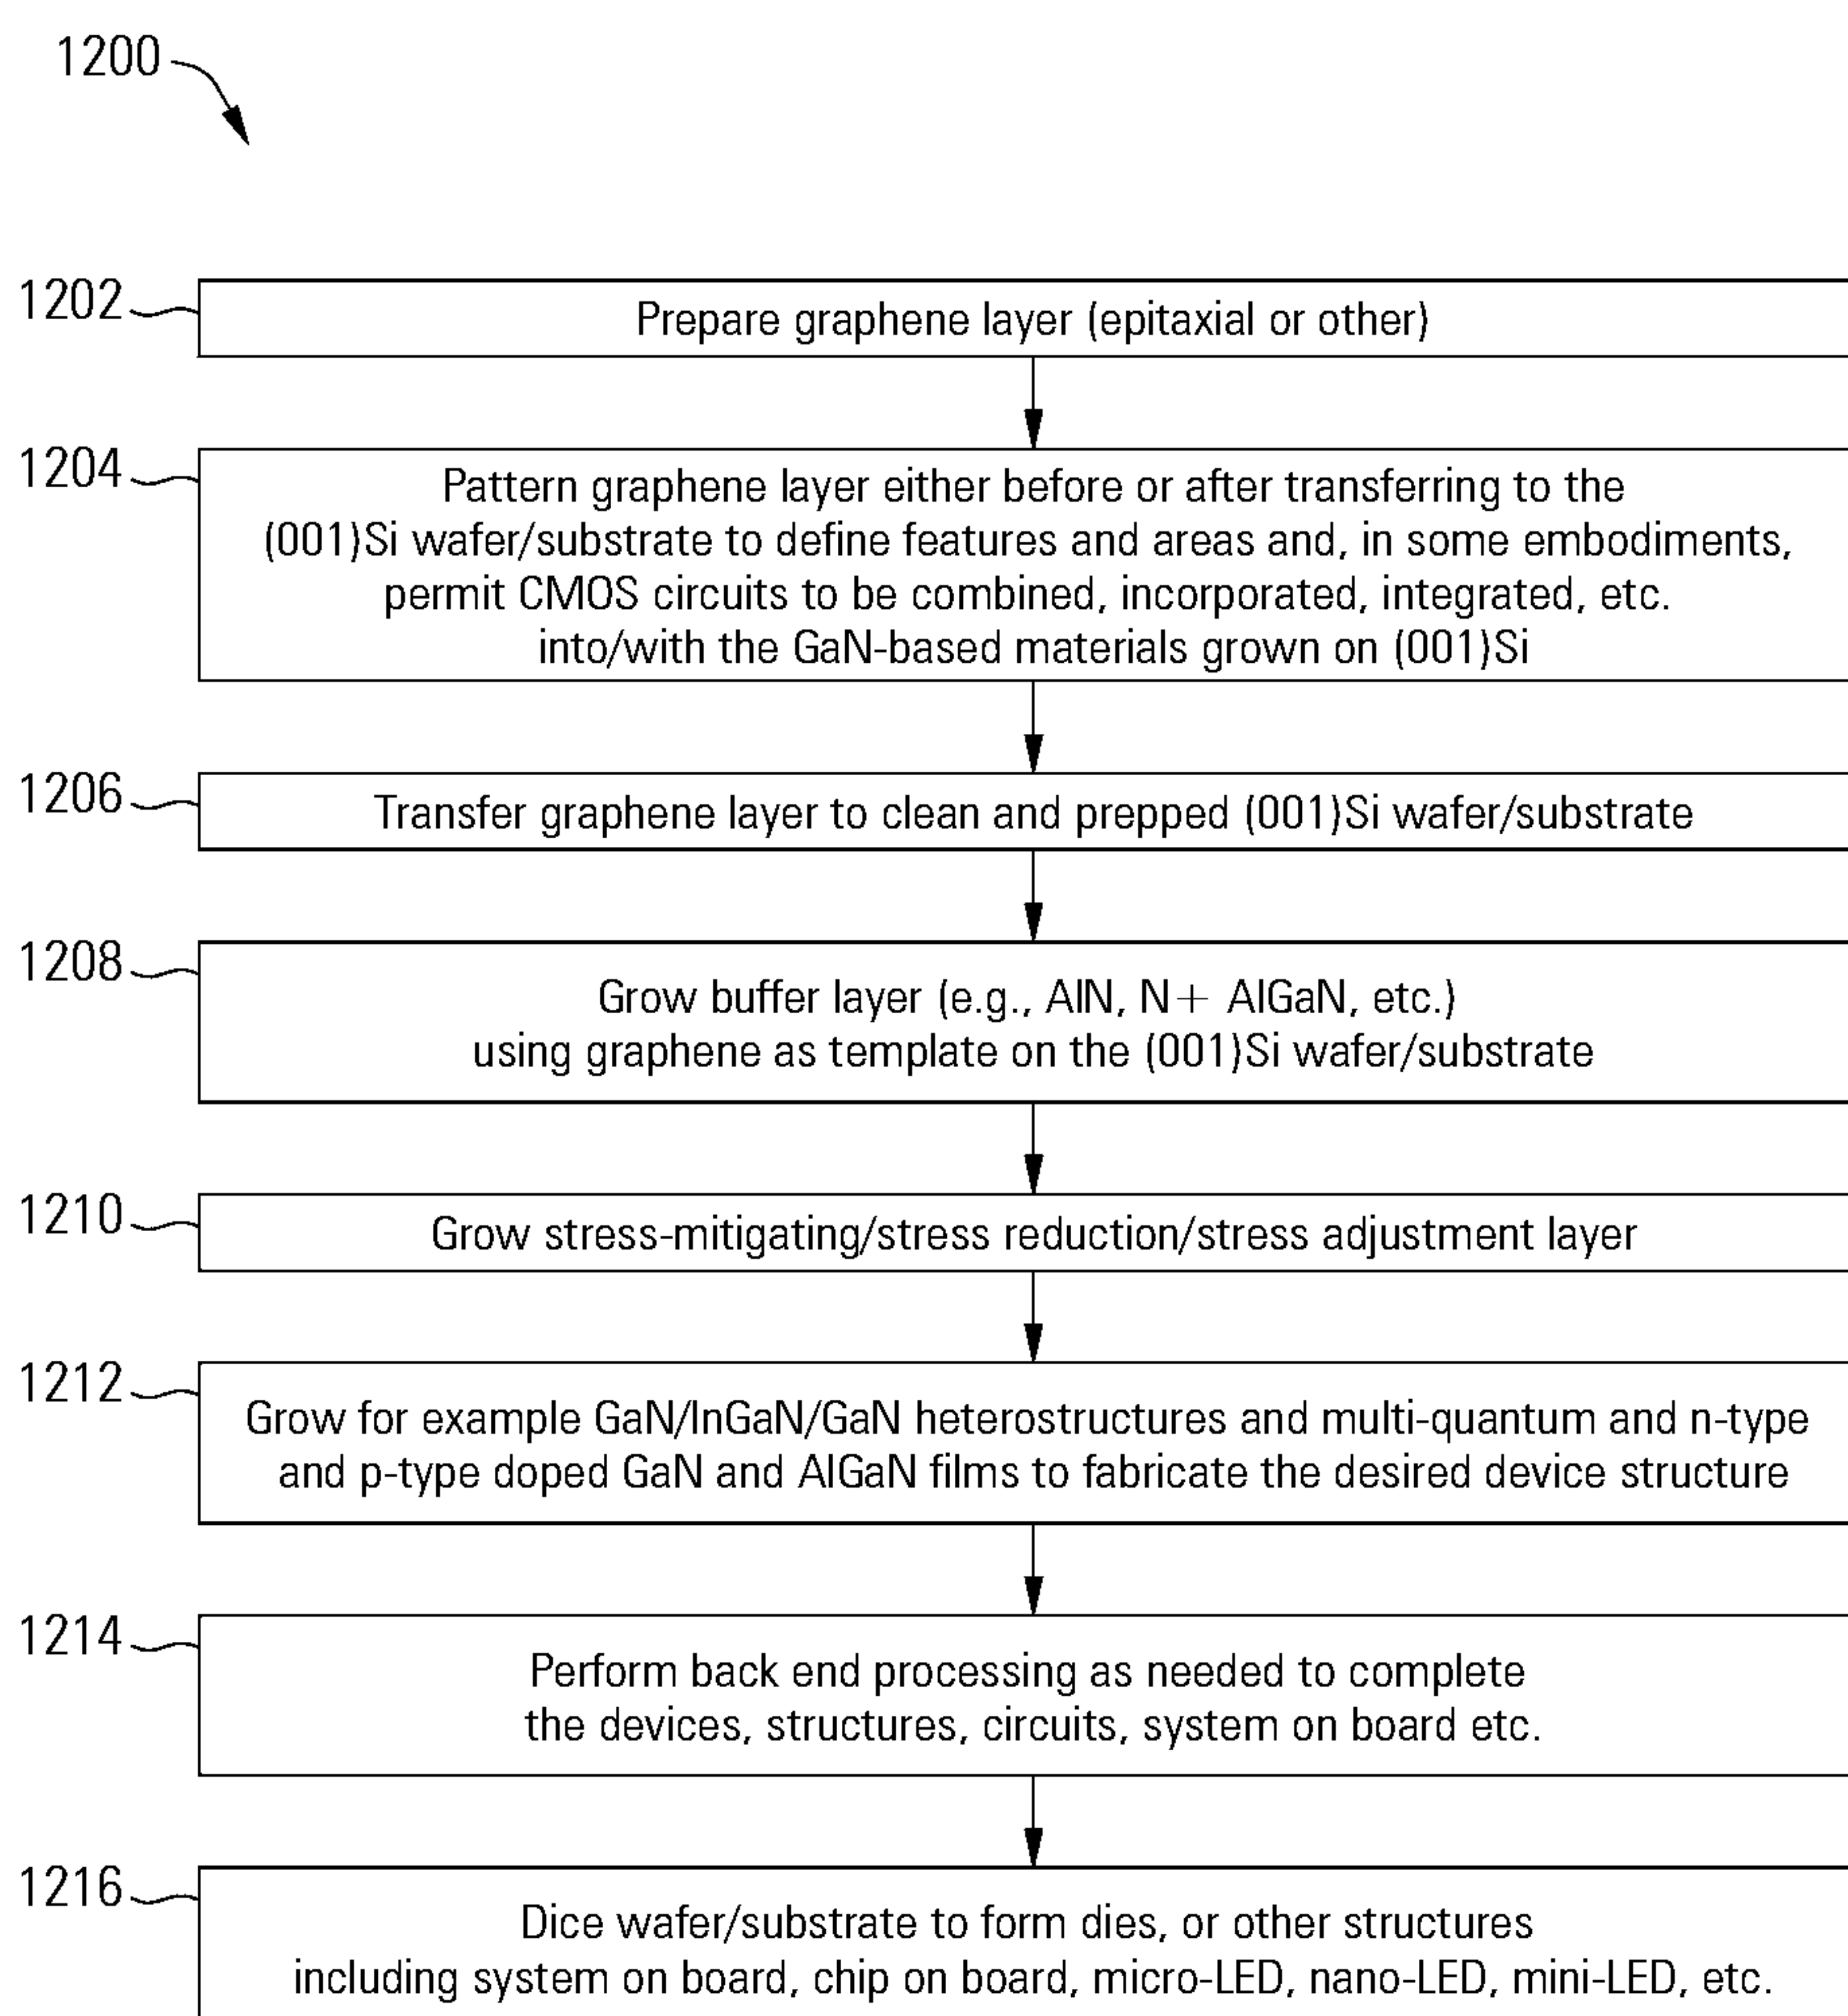 1200
1202
Prepare graphene layer (epitaxial or other)
1204
Pattern graphene layer either before or after transferring to the
(001)Si wafer/substrate to define features and areas and, in some embodiments,
permit CMOS circuits to be combined, incorporated, integrated, etc.
into/with the GaN-based materials grown on (001)Si
1206
Transfer graphene layer to clean and prepped (001)Si wafer/substrate
1208
Grow buffer layer (e.g., AlN, N+ AlGaN, etc.)
using graphene as template on the (001)Si wafer/substrate
1210
Grow stress-mitigating/stress reduction/stress adjustment layer
1212
Grow for example GaN/InGaN/GaN heterostructures and multi-quantum and n-type
and p-type doped GaN and AlGaN films to fabricate the desired device structure
1214
Perform back end processing as needed to complete
the devices, structures, circuits, system on board etc.
1216
Dice wafer/substrate to form dies, or other structures
including system on board, chip on board, micro-LED, nano-LED, mini-LED, etc.